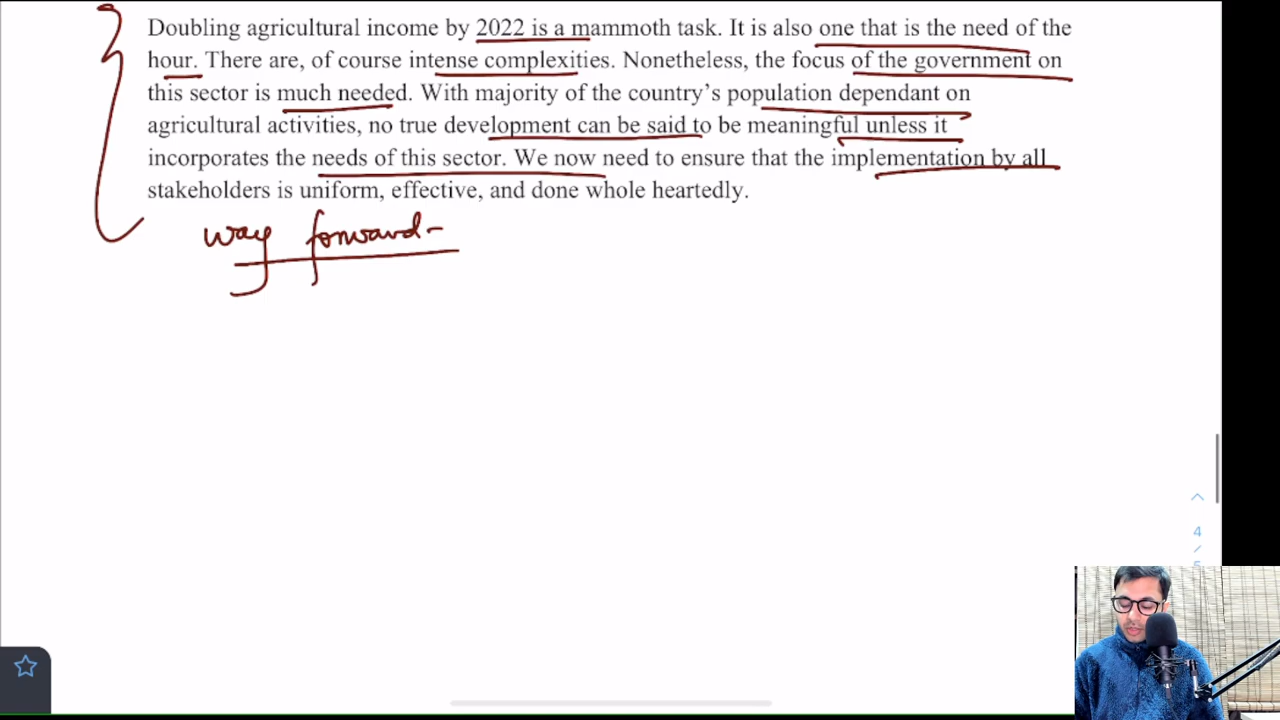 Doubling agricultural income by 2022 is a mammoth task. It is also one that is the need of the
hour. There are, of course intense complexities. Nonetheless, the focus of the government on
this sector is much needed. With majority of the country's population dependant on
agricultural activities, no true development can be said to be meaningful unless it
incorporates the needs of this sector. We now need to ensure that the implementation by all
stakeholders is uniform, effective, and done whole heartedly.
way forward-
4
/
5